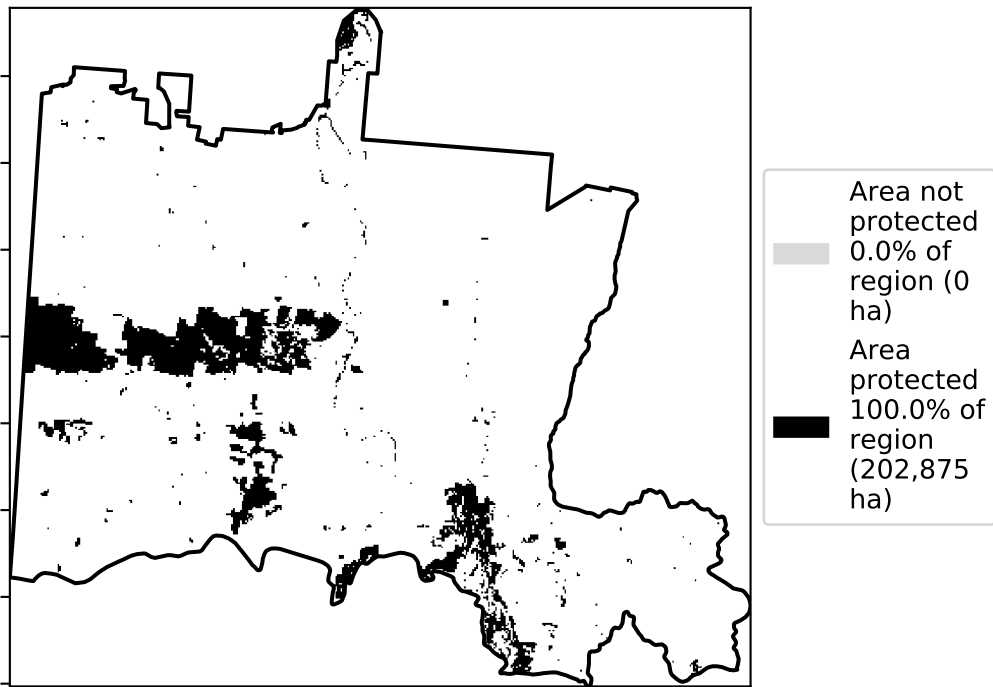 Area not
protected
0.0% of
region (0
ha)
Area
protected
100.0% of
region
(202,875
ha)